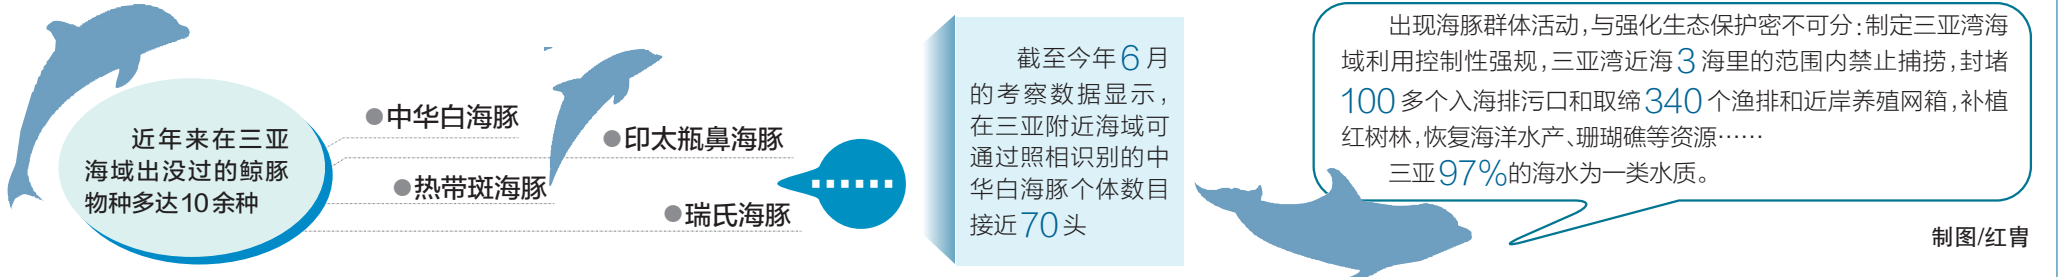 近年来在三亚
海域出没过的鲸豚
物种多达10余种
●中华白海豚
●印太瓶鼻海豚
●热带斑海豚
●瑞氏海豚
······
截至今年6月
的考察数据显示，
在三亚附近海域可
通过照相识别的中
华白海豚个体数目
接近70头
出现海豚群体活动，与强化生态保护密不可分：制定三亚湾海
域利用控制性强规，三亚湾近海3海里的范围内禁止捕捞，封堵
100多个入海排污口和取缔340个渔排和近岸养殖网箱，补植
红树林，恢复海洋水产、珊瑚礁等资源……
三亚97%的海水为一类水质。
制图/红胄